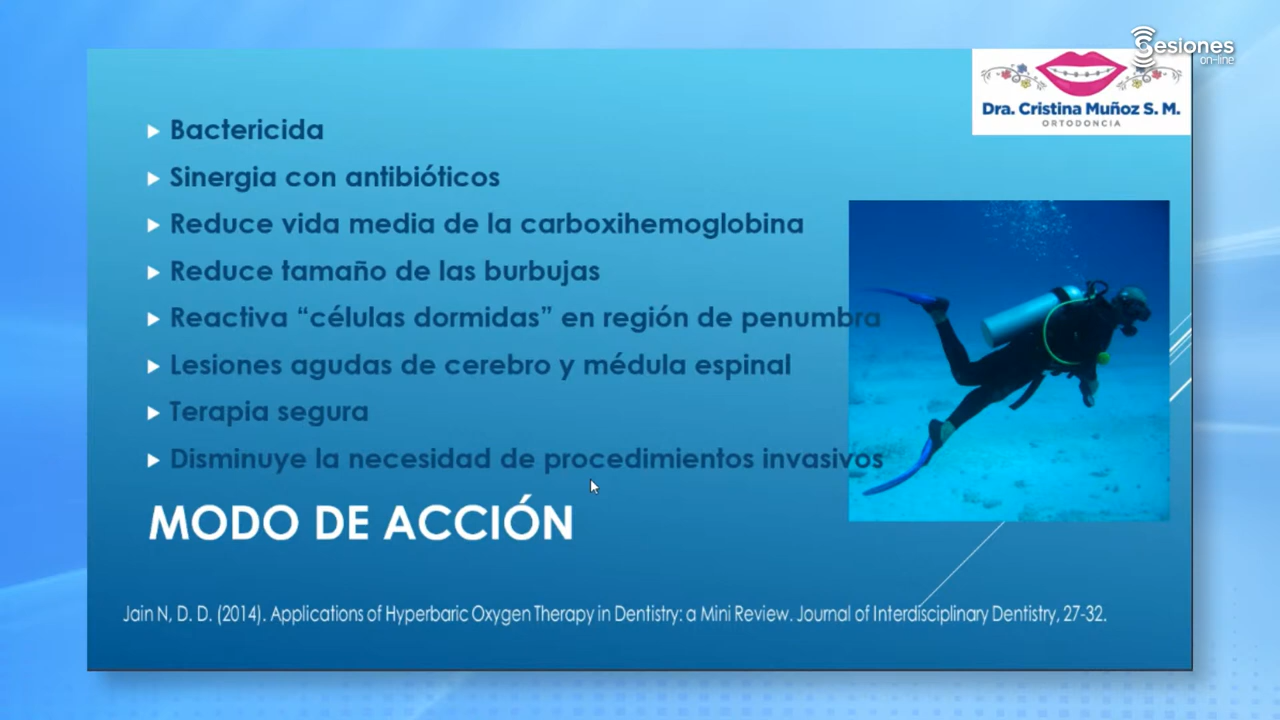 Sesiones
on-line
Dra. Cristina Muñoz S. M.
ORTODONCIA
Bactericida
Sinergia con antibióticos
Reduce vida media de la carboxihemoglobina
Reduce tamaño de las burbujas
Reactiva “células dormidas” en región de penumbra
Lesiones agudas de cerebro y médula espinal
Terapia segura
Disminuye la necesidad de procedimientos invasivos
MODO DE ACCIÓN
Jain N, D. D. (2014). Applications of Hyperbaric Oxygen Therapy in Dentistry: a Mini Review. Journal of Interdisciplinary Dentistry, 27-32.